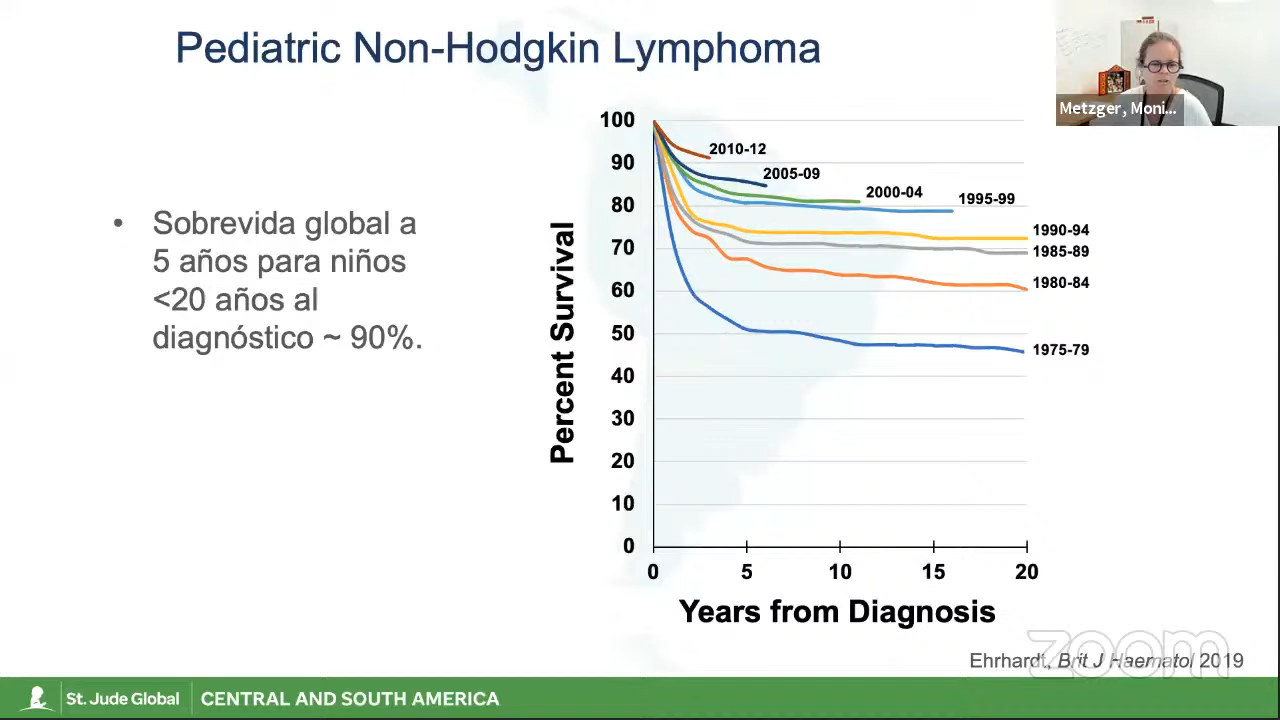 Pediatric Non-Hodgkin Lymphoma
Metzger, Moni...
• Sobrevida global a
5 años para niños
<20 años al
diagnóstico ~ 90%.
Percent Survival
100
90
80
70
60
50
40
30
20
10
0
2010-12
2005-09
2000-04
1995-99
1990-94
1985-89
1980-84
1975-79
0 5 10 15 20
Years from Diagnosis
zoom
Ehrhardt, Brit J Haematol 2019
St. Jude Global
CENTRAL AND SOUTH AMERICA